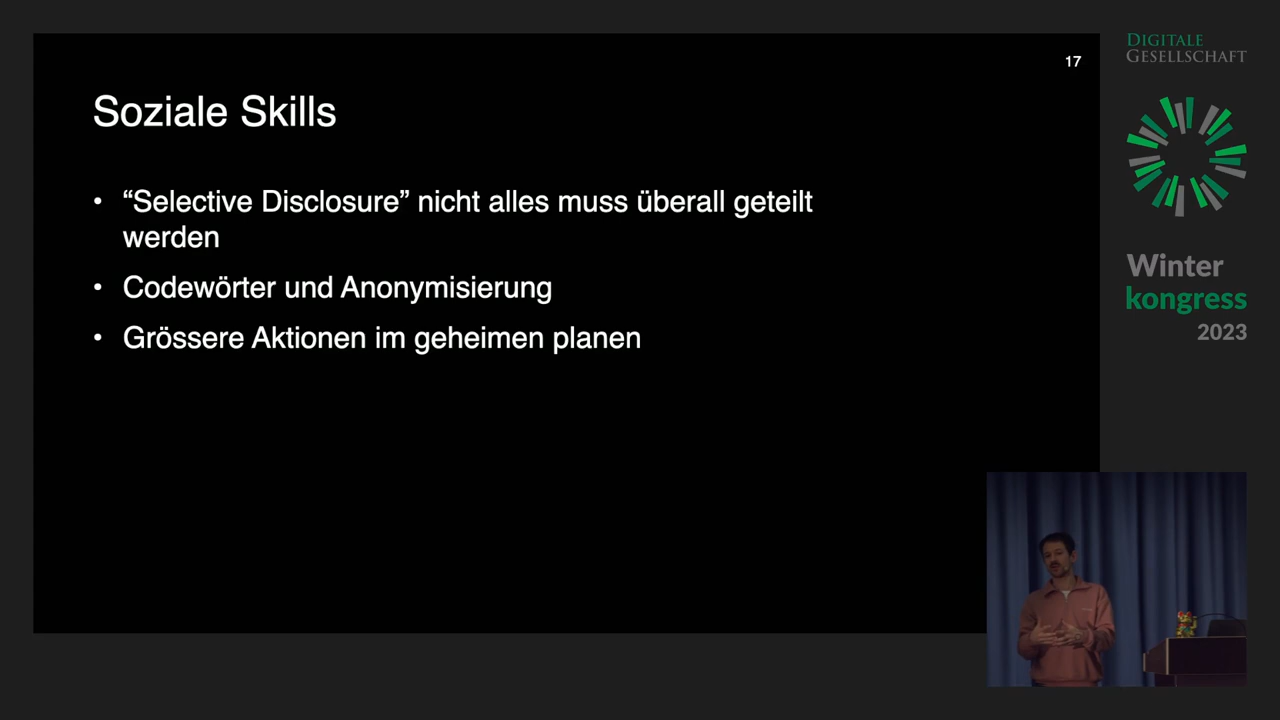 17
Soziale Skills
• “Selective Disclosure” nicht alles muss überall geteilt
werden
• Codewörter und Anonymisierung
• Grössere Aktionen im geheimen planen
DIGITALE
GESELLSCHAFT
Winter
kongress
2023